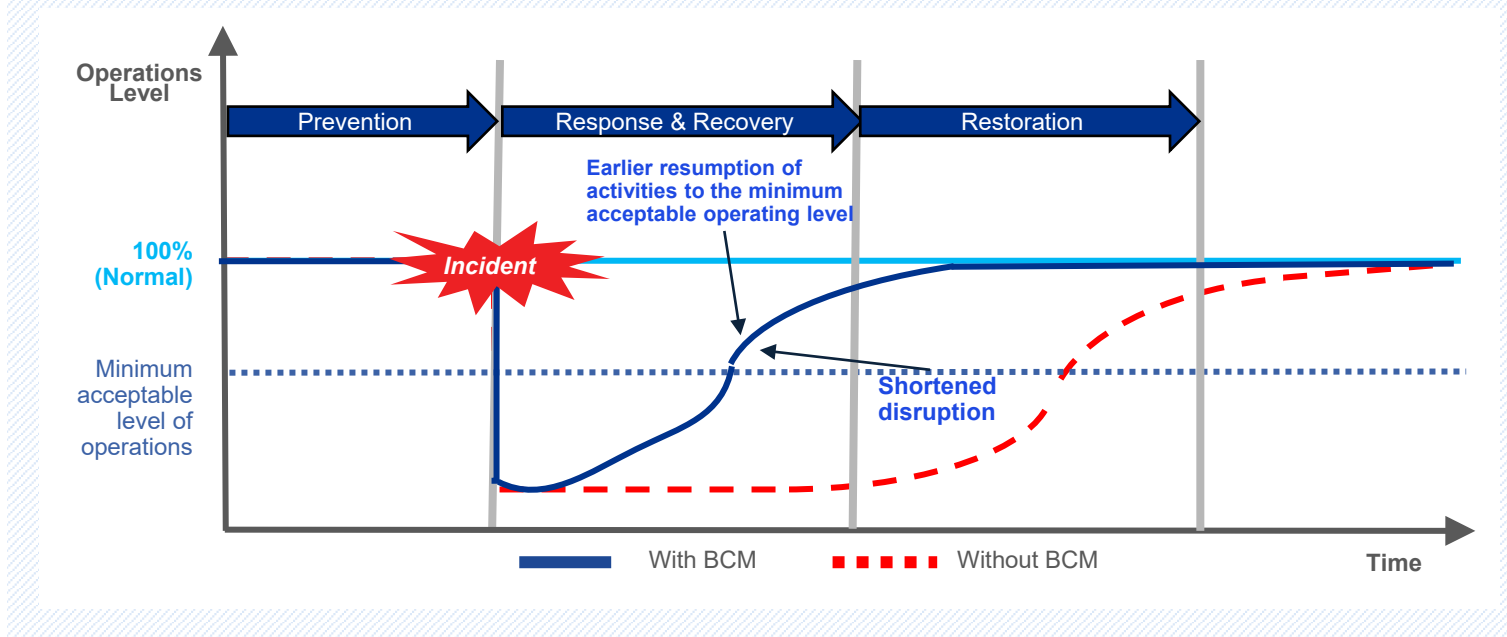 Operations
Level
Prevention
Response & Recovery
Restoration
Earlier resumption of
activities to the minimum
acceptable operating level
100%
(Normal)
Incident
Minimum
acceptable
level of
operations
Shortened
disruption
With BCM
Without BCM
Time